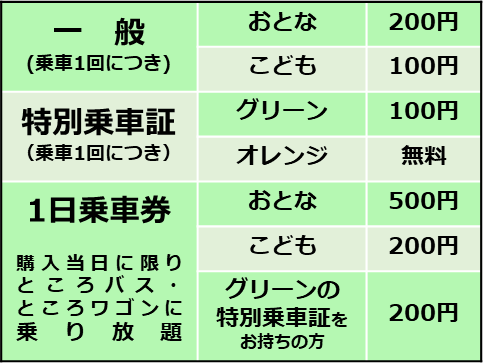 一 般
(乗車1回につき)
おとな 200円
こども 100円
特別乗車証
（乗車1回につき）
グリーン 100円
オレンジ 無料
1日乗車券
購入当日に限り
ところバス・
ところワゴンに
乗り放題
おとな 500円
こども 200円
グリーンの
特別乗車証を
お持ちの方
200円